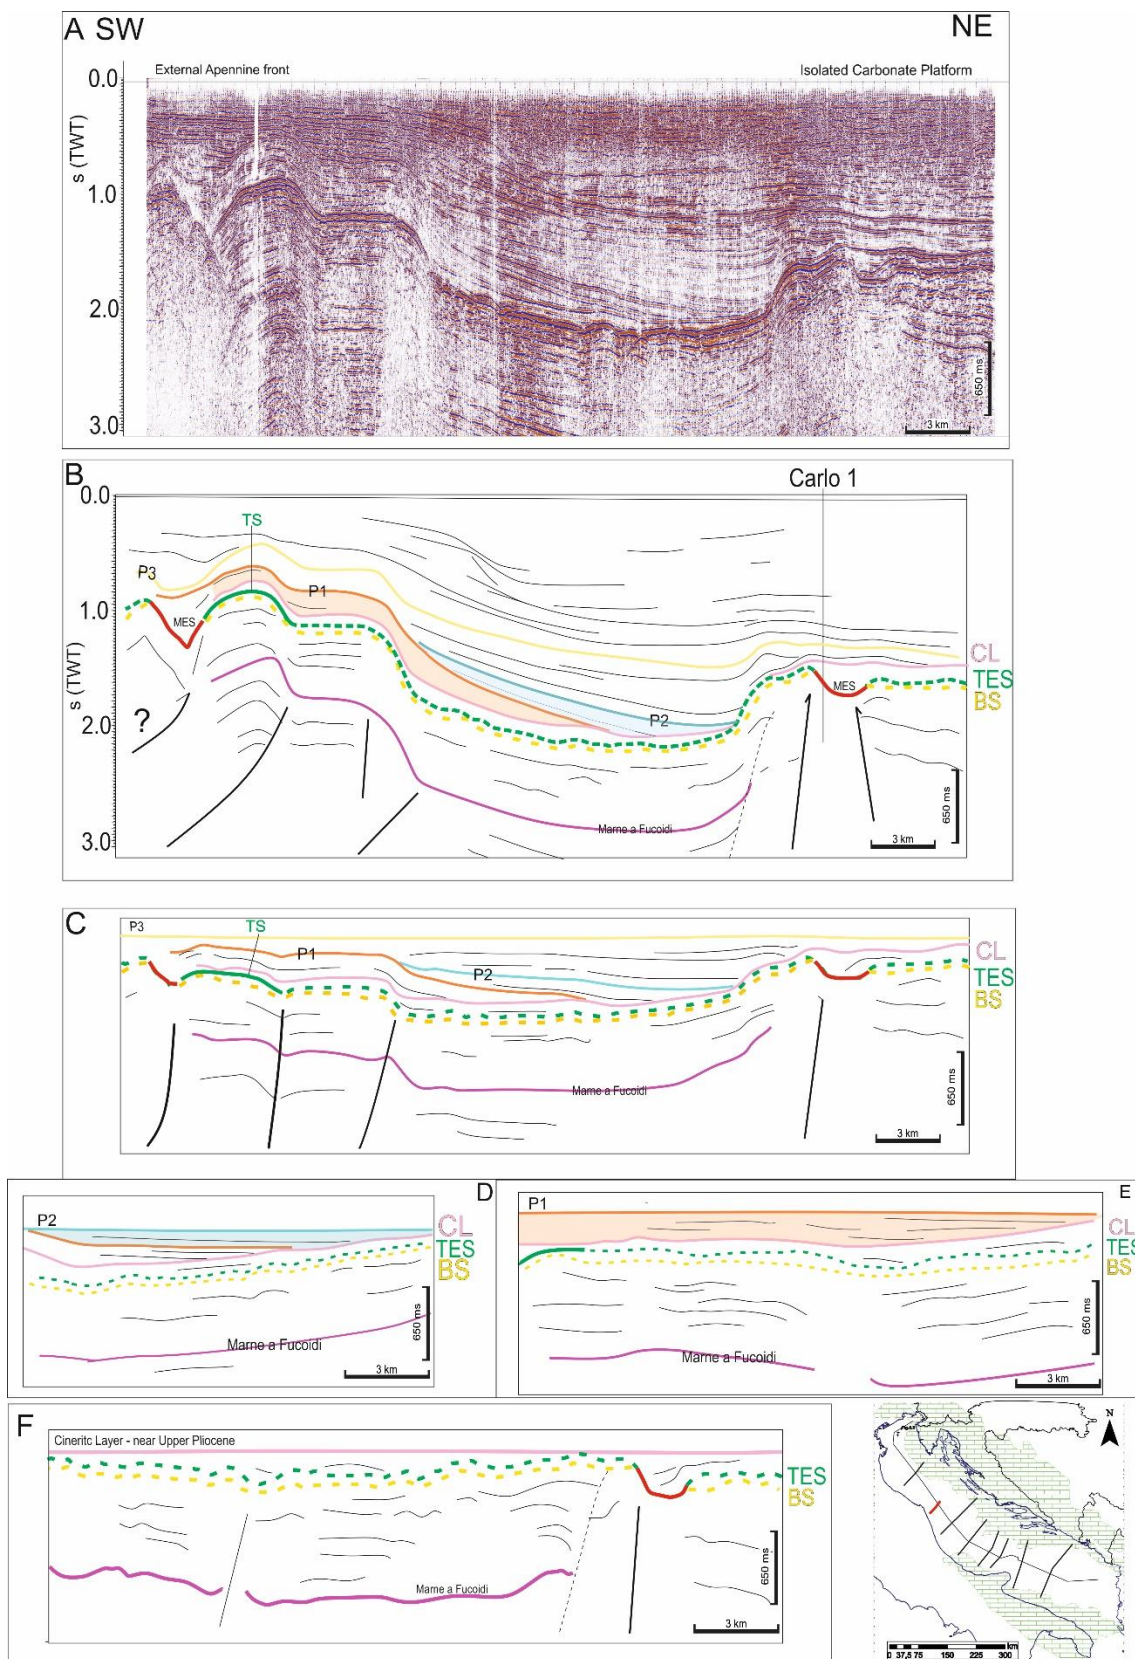 A SW
NE
External Apennine front
Isolated Carbonate Platform
0.0
s (TWT)
1.0
2.0
3.0
650 ms
3 km
B
Carlo 1
0.0
TS
P3
P1
1.0
MES
s (TWT)
CL
TES
MES
BS
?
P2
2.0
Marne a Fucoidi
650 ms
3.0
3 km
C
P3
TS
P1
CL
P2
TES
BS
Marne a Fucoidi
650 ms
3 km
D
P2
CL
TES
BS
650 ms
Marne a Fucoidi
3 km
E
P1
CL
TES
BS
650 ms
Marne a Fucoidi
3 km
F
Cineritc Layer - near Upper Pliocene
TES
BS
650 ms
Marne a Fucoidi
3 km
N
km
0 37,5 75 150 225 300